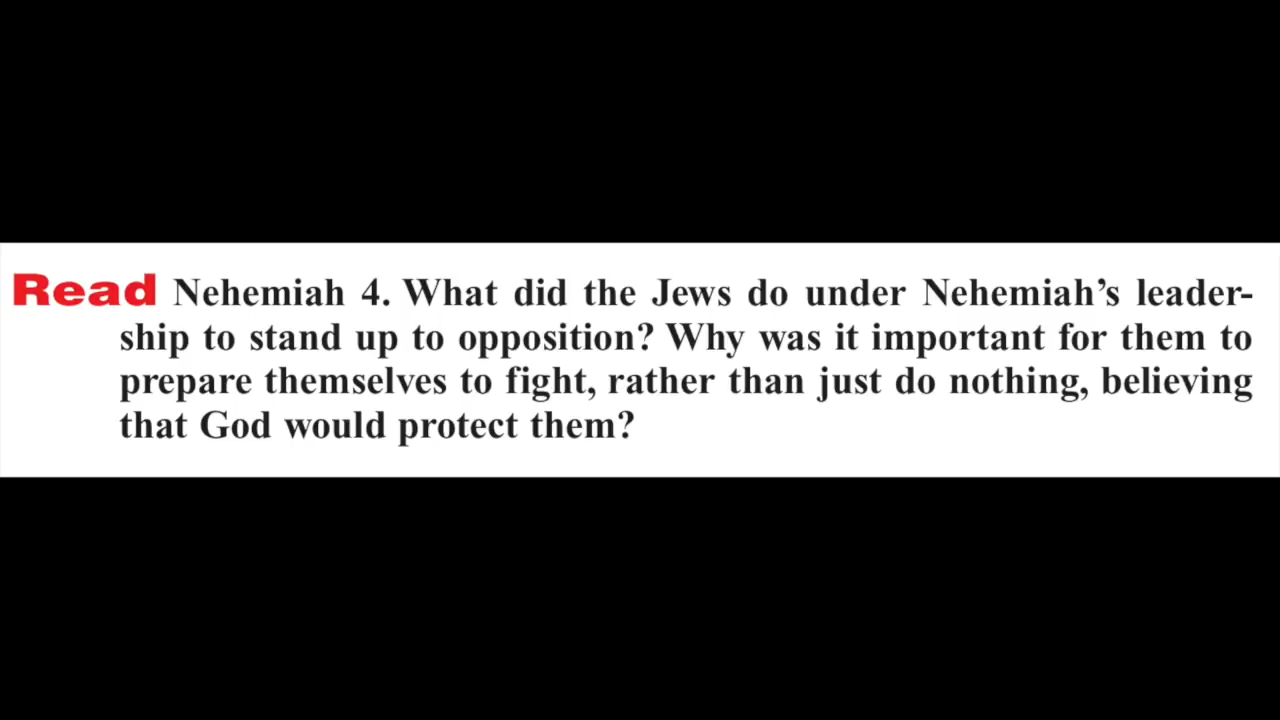 Read Nehemiah 4. What did the Jews do under Nehemiah’s leader-
ship to stand up to opposition? Why was it important for them to
prepare themselves to fight, rather than just do nothing, believing
that God would protect them?